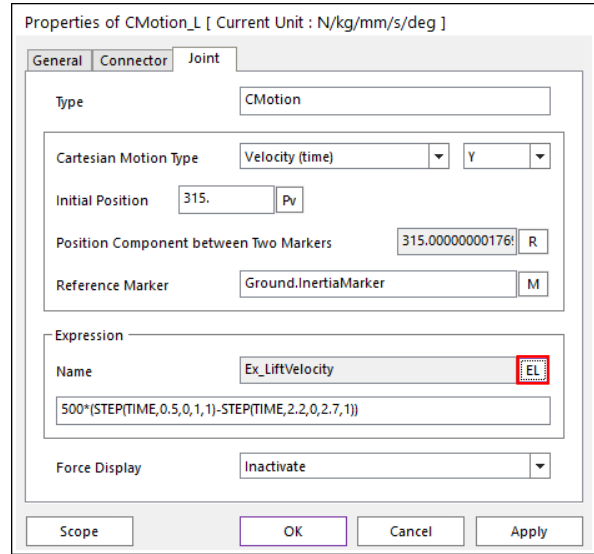 Properties of CMotion_L [ Current Unit : N/kg/mm/s/deg ]
General Connector Joint
Type CMotion
Cartesian Motion Type Velocity (time) Y
Initial Position 315. Pv
Position Component between Two Markers 315.00000001769 R
Reference Marker Ground.InertiaMarker M
Expression
Name Ex_LiftVelocity EL
500*(STEP(TIME,0.5,0,1,1)-STEP(TIME,2.2,0,2.7,1))
Force Display Inactivate
Scope OK Cancel Apply